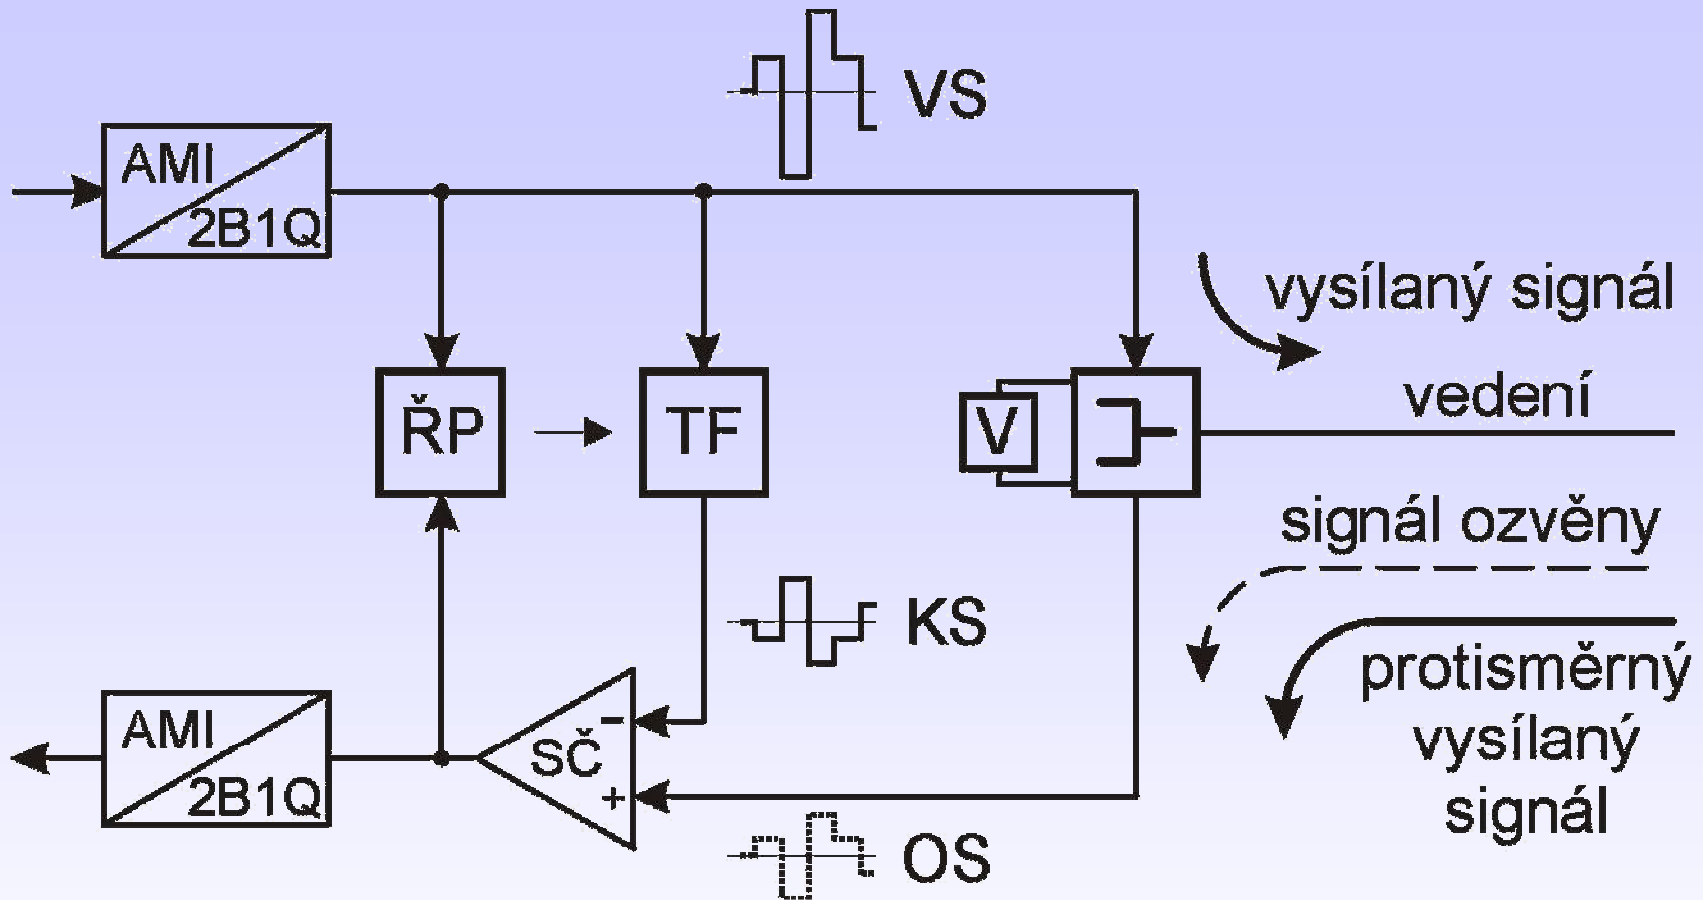 VS
AMI
2B1Q
vysílaný signál
vedení
ŘP
TF
V
signál ozvěny
KS
protisměrný
vysílaný
signál
AMI
2B1Q
SČ
-
+
OS